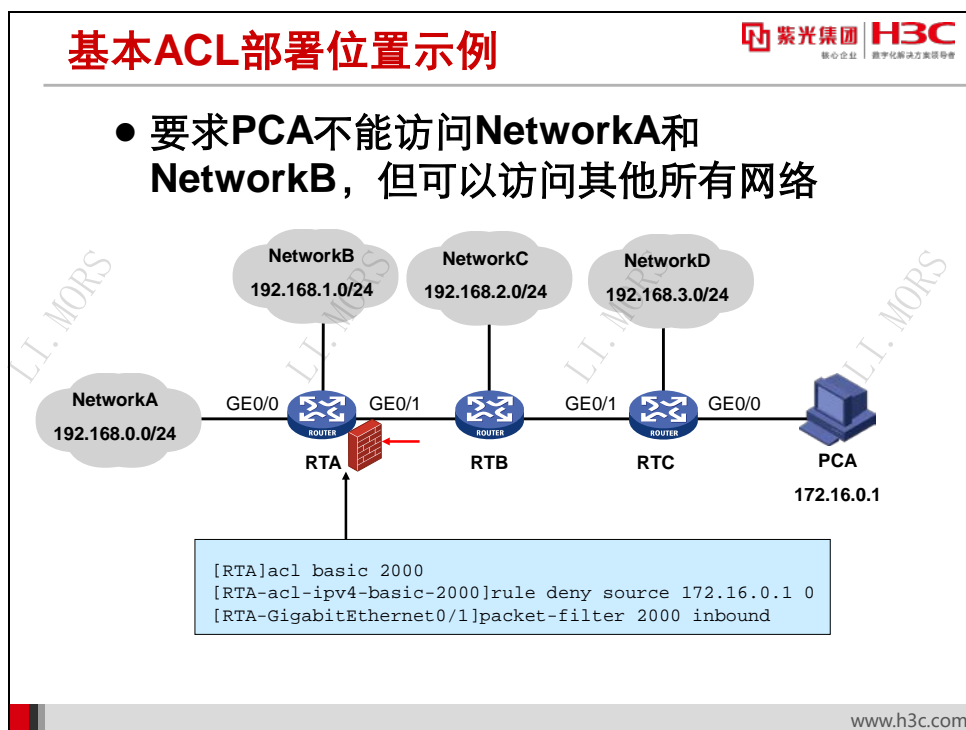 基本ACL部署位置示例
紫光集团 H3C
核心企业 数字化解决方案领导者
● 要求PCA不能访问NetworkA和
NetworkB，但可以访问其他所有网络
NetworkB
192.168.1.0/24
NetworkC
192.168.2.0/24
NetworkD
192.168.3.0/24
LI.MORS
LI.MORS
LI.MORS
LI.MORS
NetworkA
192.168.0.0/24
GE0/0
ROUTER
GE0/1
ROUTER
GE0/1
ROUTER
GE0/0
RTA
RTB
RTC
PCA
172.16.0.1
[RTA]acl basic 2000
[RTA-acl-ipv4-basic-2000]rule deny source 172.16.0.1 0
[RTA-GigabitEthernet0/1]packet-filter 2000 inbound
www.h3c.com